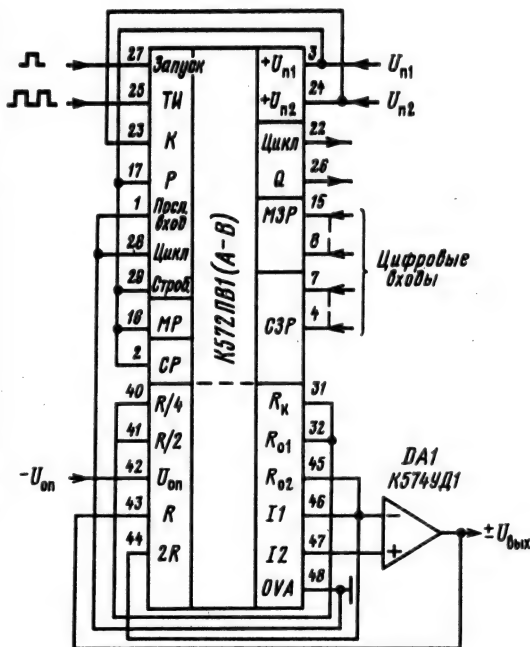 27 Запуск
25 ТИ
23 К
17 Р
1 Посл. вход
28 Цикл
29 Строб.
16 МР
2 СР
40 R/4
41 R/2
-Uоп 42 Uоп
43 R
44 2R
К572ПВ1(А-В)
+Uп1 3 Uп1
+Uп2 24 Uп2
Цикл 22
Q 26
МЗР 15
8
7
СЗР 4
Цифровые
входы
Rк 31
Rо1 32
Rо2 45
I1 46
I2 47
OVA 48
DA1
К574УД1
-
+
±Uвых